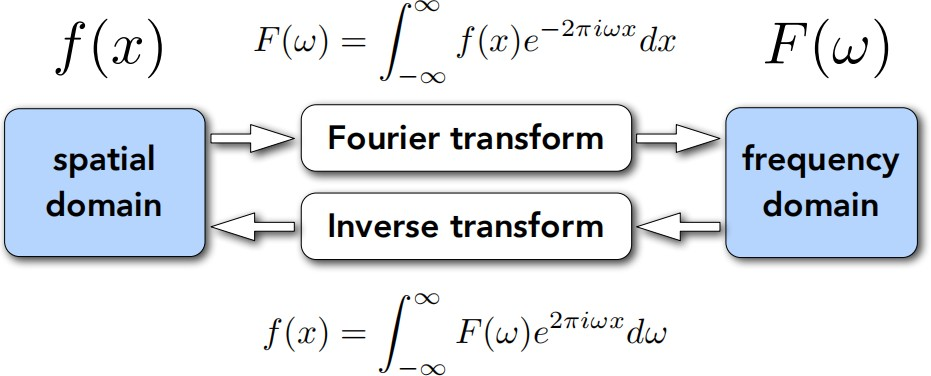 f(x)
F(ω) = ∫_{-∞}^{∞} f(x)e^{-2πiωx}dx
F(ω)
spatial
domain
Fourier transform
Inverse transform
frequency
domain
f(x) = ∫_{-∞}^{∞} F(ω)e^{2πiωx}dω